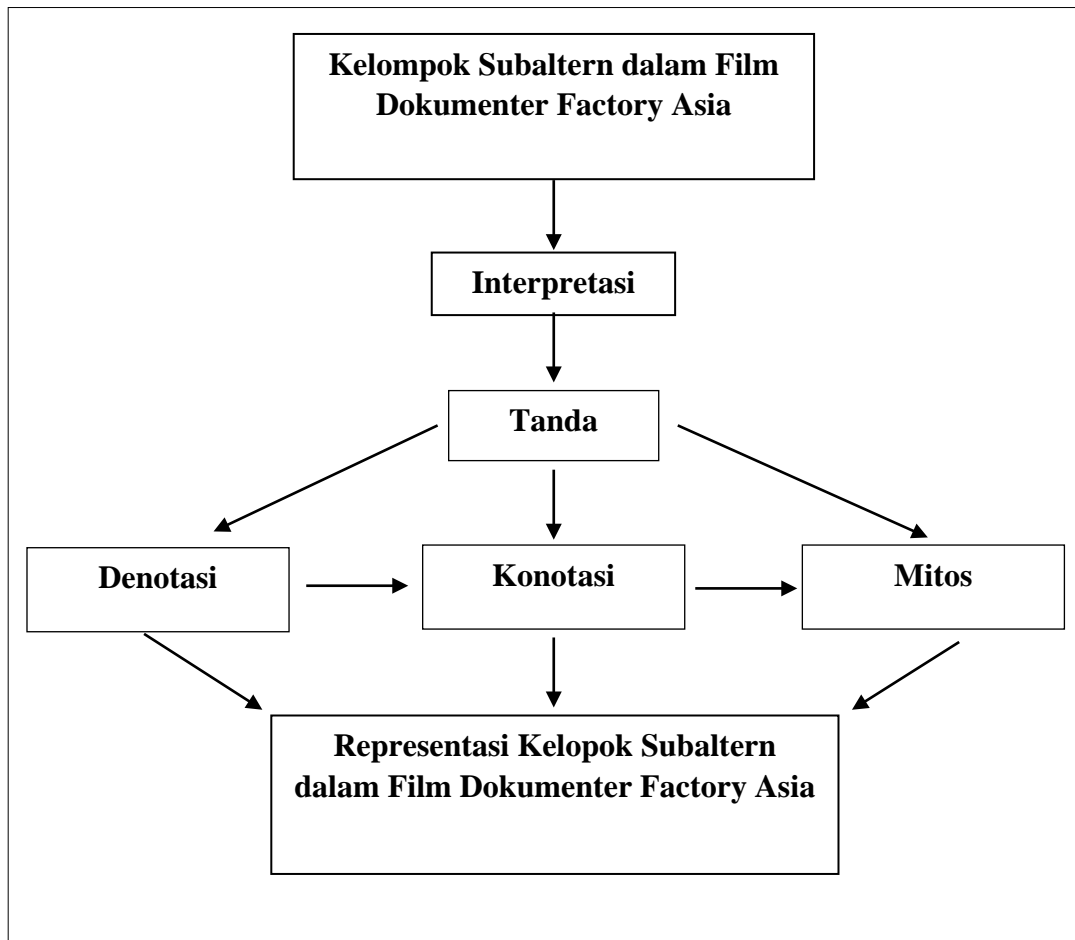 Kelompok Subaltern dalam Film
Dokumenter Factory Asia
Interpretasi
Tanda
Denotasi
Konotasi
Mitos
Representasi Kelopok Subaltern
dalam Film Dokumenter Factory Asia